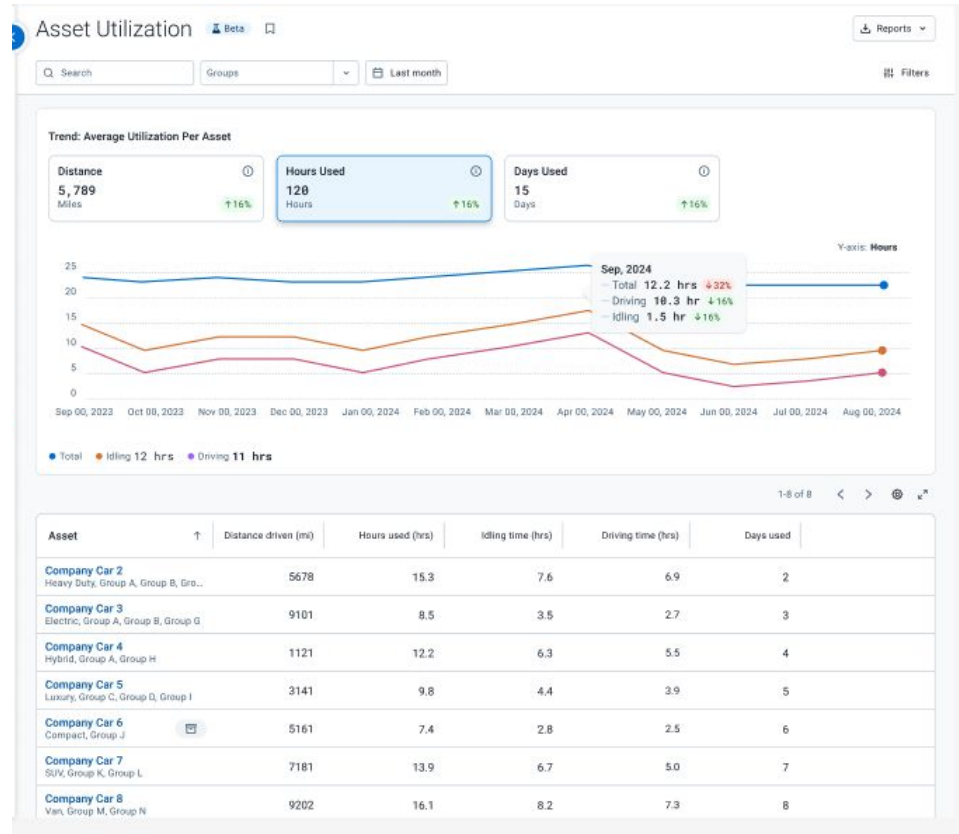 Asset Utilization Beta
Reports
Search Groups Last month Filters
Trend: Average Utilization Per Asset
Distance Hours Used Days Used
5,789 120 15
Miles ↑16% Hours ↑16% Days ↑16%
Y-axis: Hours
25
20
15
10
5
0
Sep, 2024
Total 12.2 hrs ↓32%
Driving 10.3 hr ↓16%
Idling 1.5 hr ↓16%
Sep 00, 2023 Oct 00, 2023 Nov 00, 2023 Dec 00, 2023 Jan 00, 2024 Feb 00, 2024 Mar 00, 2024 Apr 00, 2024 May 00, 2024 Jun 00, 2024 Jul 00, 2024 Aug 00, 2024
Total Idling 12 hrs Driving 11 hrs
1-8 of 8
Asset ↑ Distance driven (mi) Hours used (hrs) Idling time (hrs) Driving time (hrs) Days used
Company Car 2 5678 15.3 7.6 6.9 2
Heavy Duty, Group A, Group B, Gro...
Company Car 3 9101 8.5 3.5 2.7 3
Electric, Group A, Group B, Group G
Company Car 4 1121 12.2 6.3 5.5 4
Hybrid, Group A, Group H
Company Car 5 3141 9.8 4.4 3.9 5
Luxury, Group C, Group D, Group I
Company Car 6 5161 7.4 2.8 2.5 6
Compact, Group J
Company Car 7 7181 13.9 6.7 5.0 7
SUV, Group K, Group L
Company Car 8 9202 16.1 8.2 7.3 8
Van, Group M, Group N